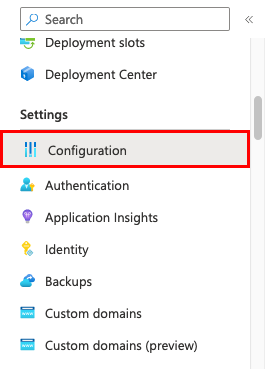 Search
Deployment slots
Deployment Center
Settings
Configuration
Authentication
Application Insights
Identity
Backups
Custom domains
Custom domains (preview)